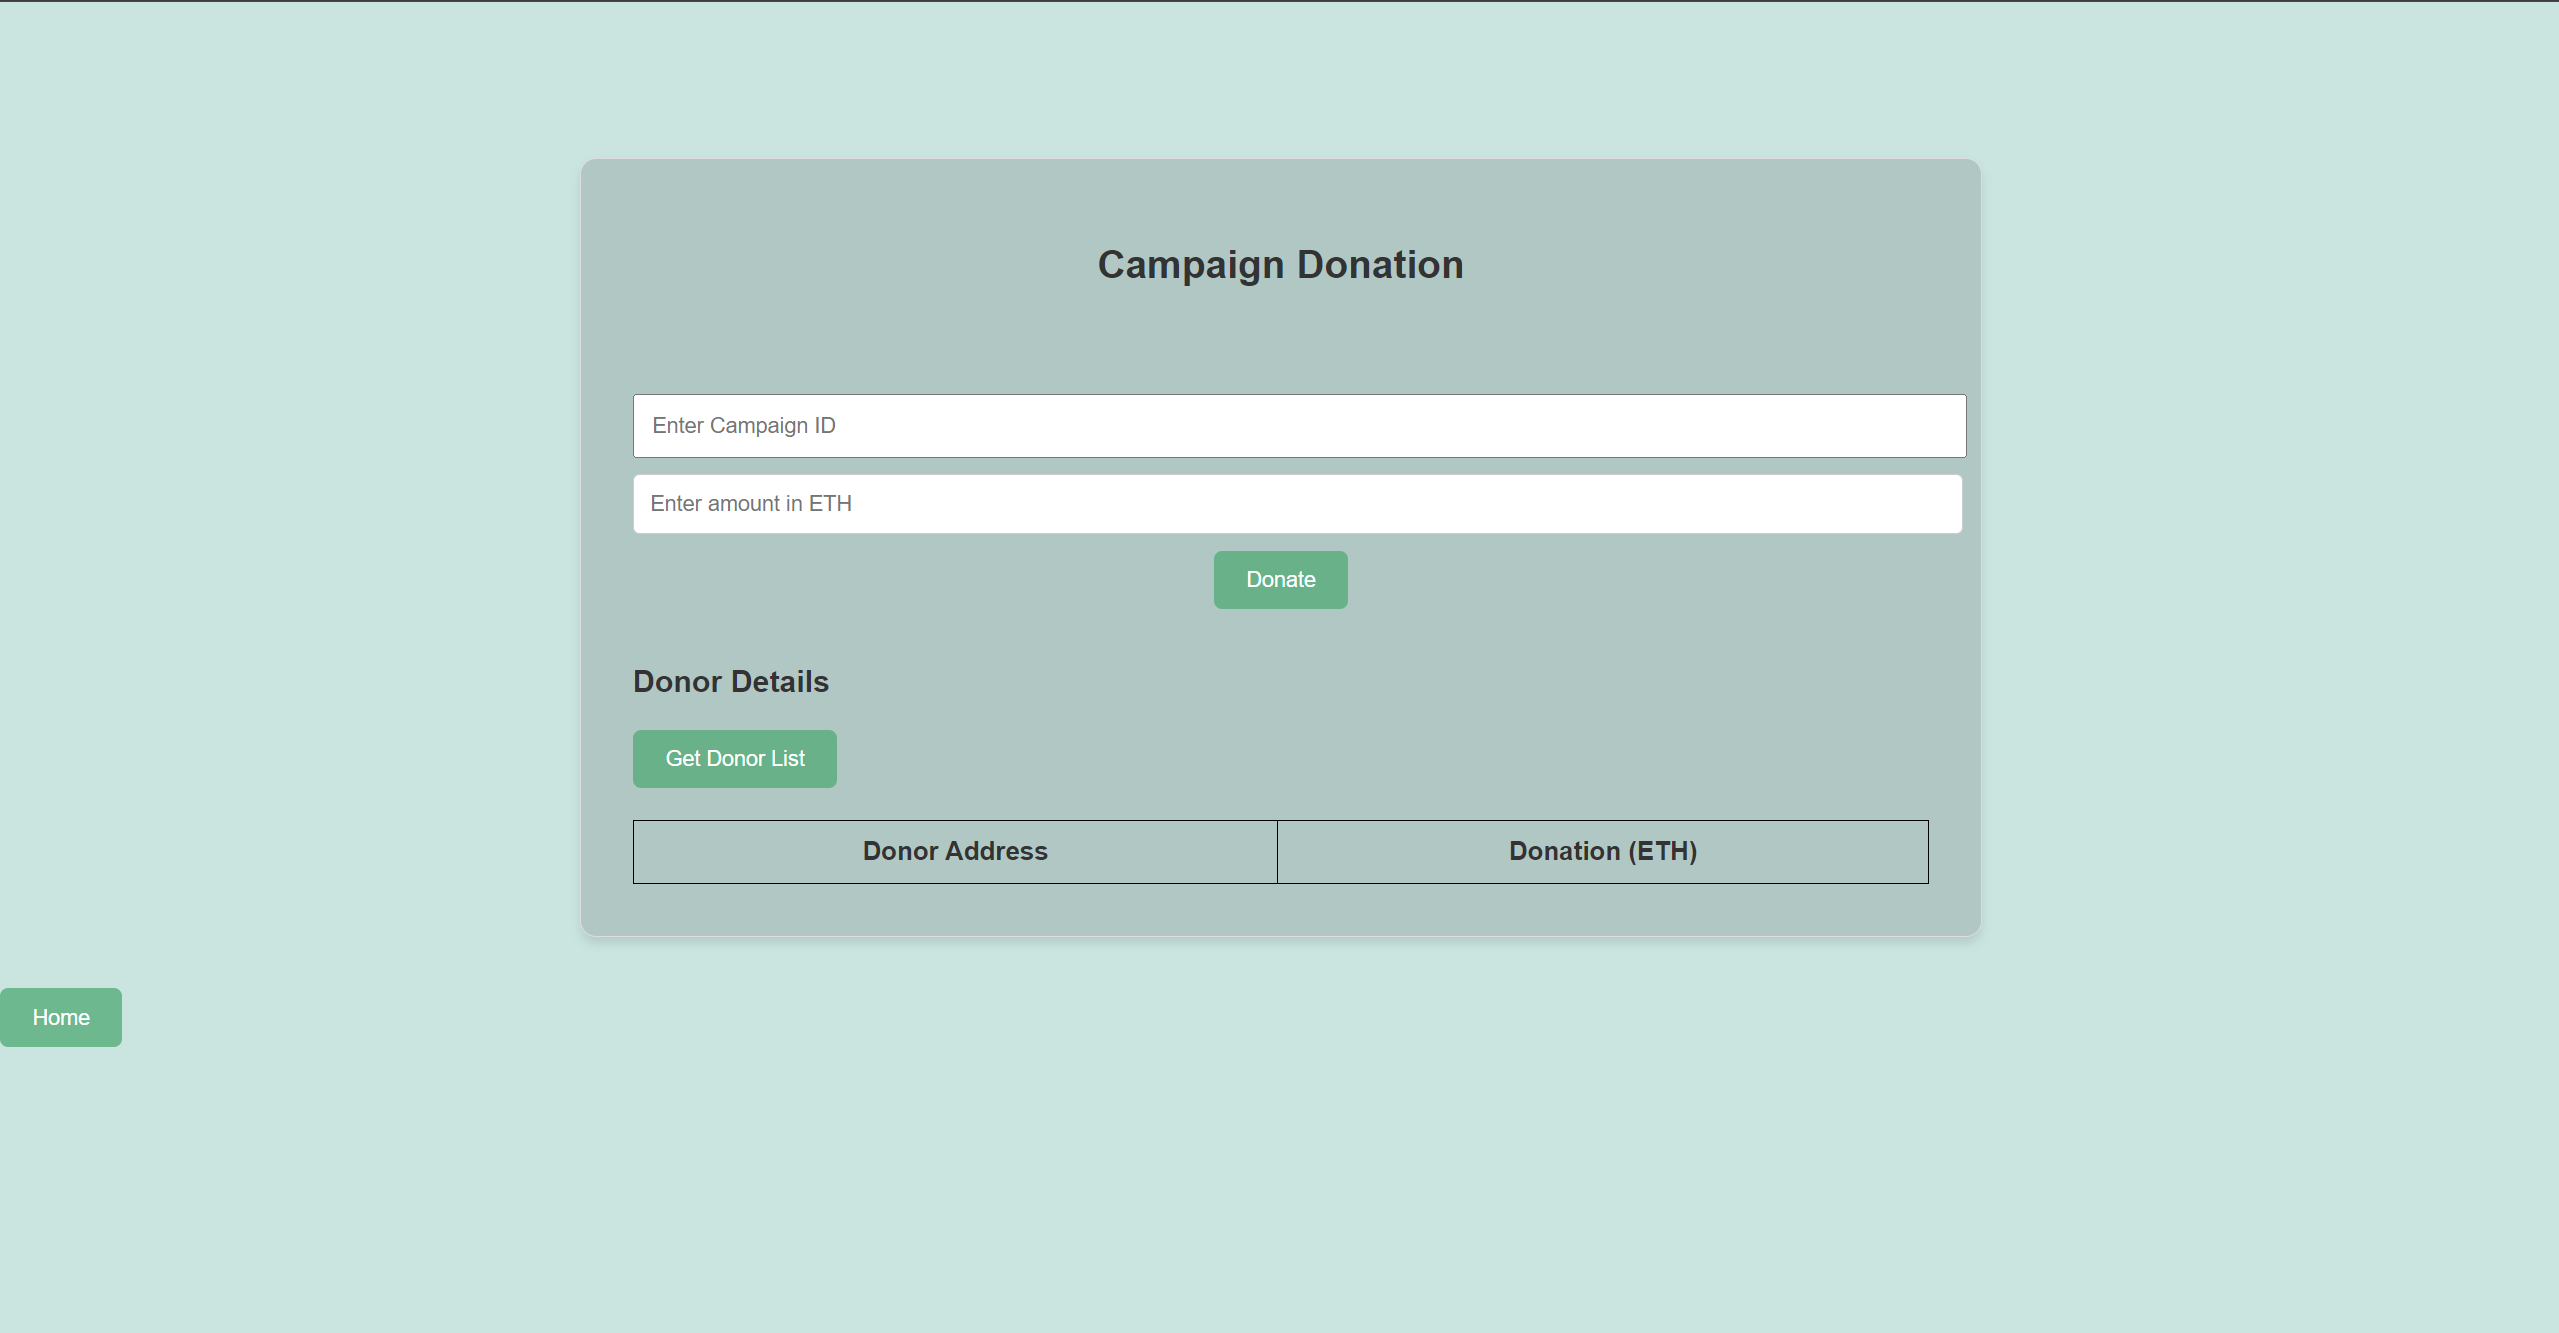 Campaign Donation
Enter Campaign ID
Enter amount in ETH
Donate
Donor Details
Get Donor List
Donor Address Donation (ETH)
Home